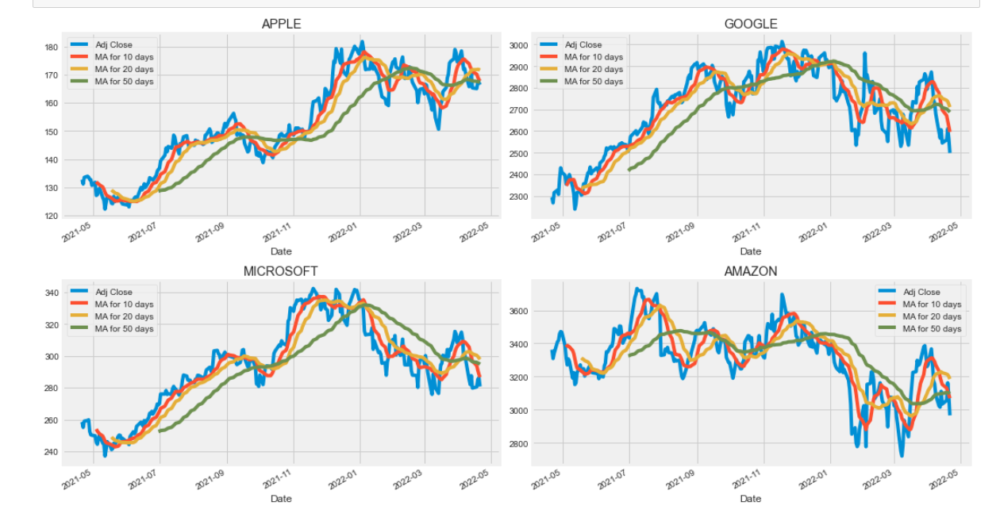 APPLE
180
170
160
150
140
130
120
Adj Close
MA for 10 days
MA for 20 days
MA for 50 days
2021-05
2021-07
2021-09
2021-11
2022-01
2022-03
2022-05
Date
GOOGLE
3000
2900
2800
2700
2600
2500
2400
2300
Adj Close
MA for 10 days
MA for 20 days
MA for 50 days
2021-05
2021-07
2021-09
2021-11
2022-01
2022-03
2022-05
Date
MICROSOFT
340
320
300
280
260
240
Adj Close
MA for 10 days
MA for 20 days
MA for 50 days
2021-05
2021-07
2021-09
2021-11
2022-01
2022-03
2022-05
Date
AMAZON
3600
3400
3200
3000
2800
Adj Close
MA for 10 days
MA for 20 days
MA for 50 days
2021-05
2021-07
2021-09
2021-11
2022-01
2022-03
2022-05
Date